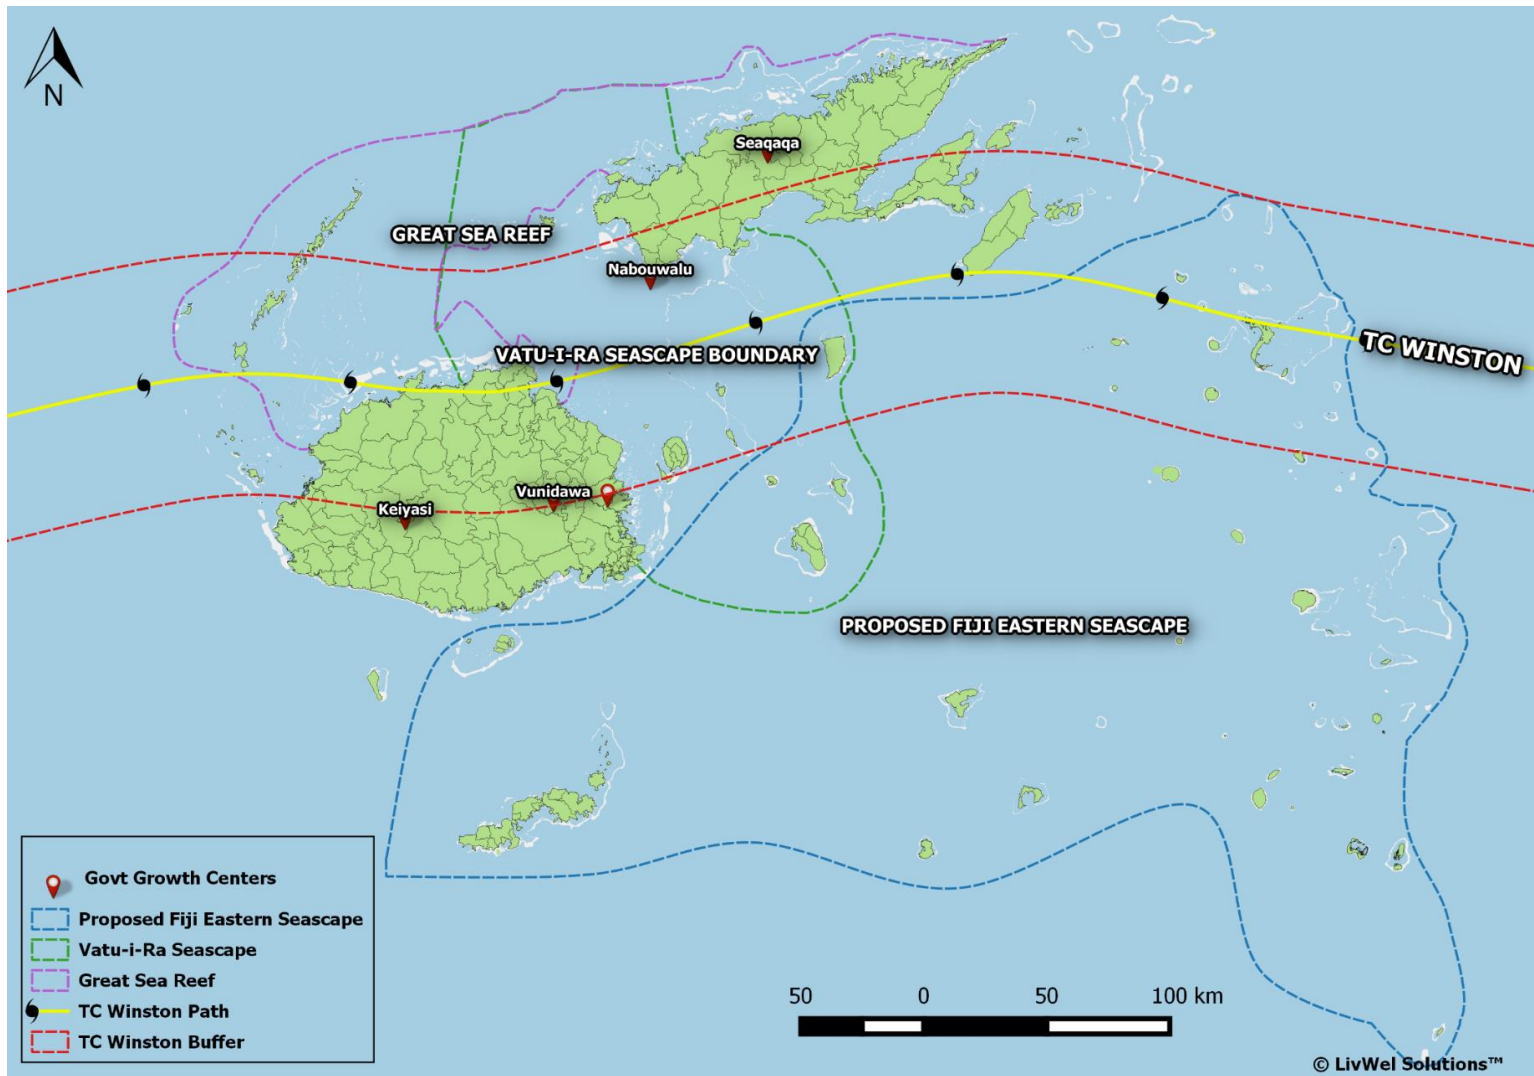 N
Seaqaqa
GREAT SEA REEF
Nabouwalu
VATU-I-RA SEASCAPE BOUNDARY
TC WINSTON
Vunidawa
Keiyasi
PROPOSED FIJI EASTERN SEASCAPE
Govt Growth Centers
Proposed Fiji Eastern Seascape
Vatu-i-Ra Seascape
Great Sea Reef
TC Winston Path
TC Winston Buffer
50 0 50 100 km
© LivWel Solutions™